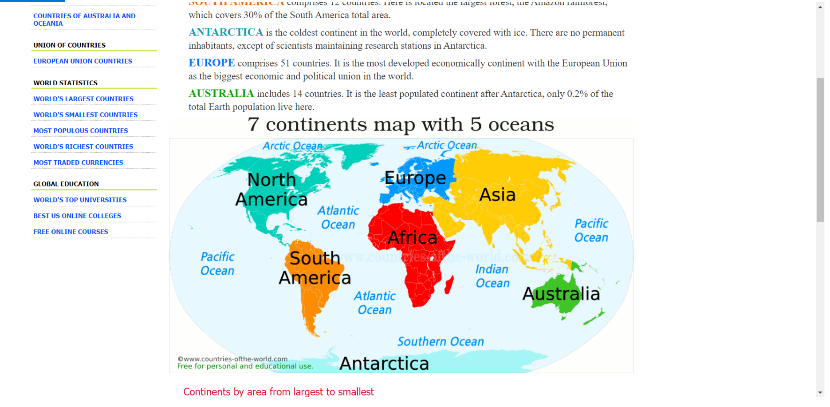 COUNTRIES OF AUSTRALIA AND
OCEANIA
UNION OF COUNTRIES
EUROPEAN UNION COUNTRIES
WORLD STATISTICS
WORLD'S LARGEST COUNTRIES
WORLD'S SMALLEST COUNTRIES
MOST POPULOUS COUNTRIES
WORLD'S RICHEST COUNTRIES
MOST TRADED CURRENCIES
GLOBAL EDUCATION
WORLD'S TOP UNIVERSITIES
BEST US ONLINE COLLEGES
FREE ONLINE COURSES
SOUTH AMERICA comprises 12 countries. Here is located the largest forest, the Amazon rainforest,
which covers 30% of the South America total area.
ANTARCTICA is the coldest continent in the world, completely covered with ice. There are no permanent
inhabitants, except of scientists maintaining research stations in Antarctica.
EUROPE comprises 51 countries. It is the most developed economically continent with the European Union
as the biggest economic and political union in the world.
AUSTRALIA includes 14 countries. It is the least populated continent after Antarctica, only 0.2% of the
total Earth population live here.
7 continents map with 5 oceans
Arctic Ocean
Arctic Ocean
North
America
Europe
Asia
Atlantic
Ocean
Pacific
Ocean
Africa
www.countries-ofthe-world.com
Pacific
Ocean
South
America
Indian
Ocean
Atlantic
Ocean
Australia
Southern Ocean
Antarctica
©www.countries-ofthe-world.com
Free for personal and educational use.
Continents by area from largest to smallest